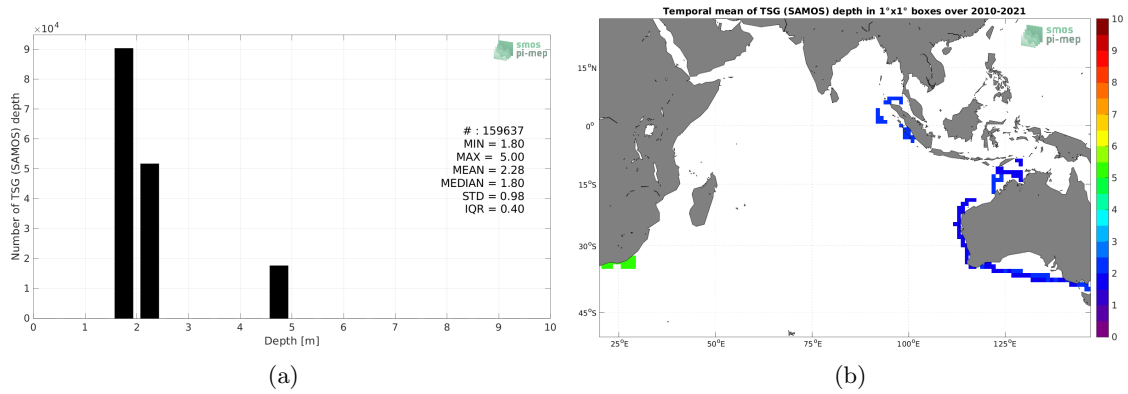 ×10⁴
9
8
7
6
5
4
3
2
1
0
Number of TSG (SAMOS) depth
smos
pi-mep
# : 159637
MIN = 1.80
MAX = 5.00
MEAN = 2.28
MEDIAN = 1.80
STD = 0.98
IQR = 0.40
0 1 2 3 4 5 6 7 8 9 10
Depth [m]
(a)
Temporal mean of TSG (SAMOS) depth in 1°x1° boxes over 2010-2021
smos
pi-mep
15°N
0°
15°S
30°S
45°S
25°E 50°E 75°E 100°E 125°E
10
9
8
7
6
5
4
3
2
1
0
(b)